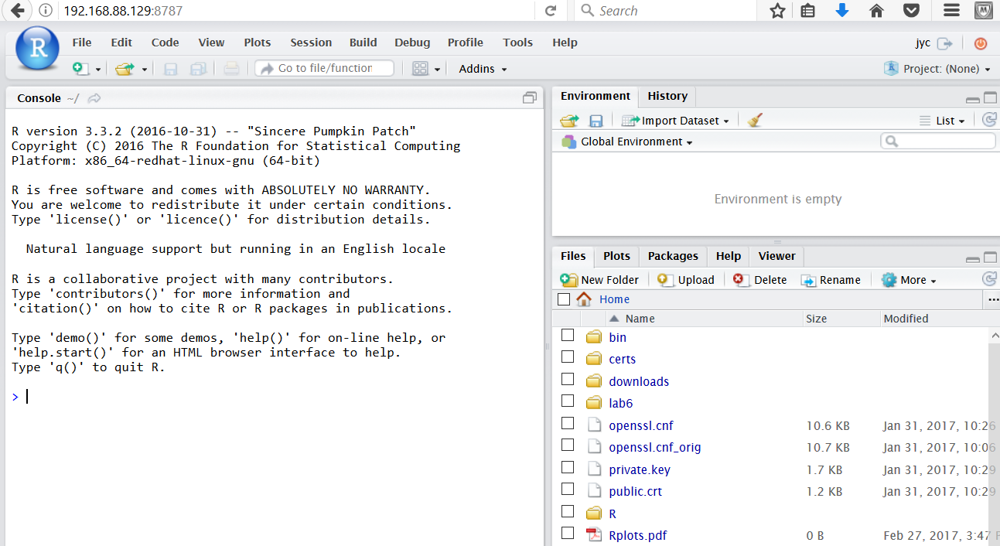 192.168.88.129:8787
Search
R
File Edit Code View Plots Session Build Debug Profile Tools Help
jyc
Go to file/function
Addins
Project: (None)
Console ~/
R version 3.3.2 (2016-10-31) -- "Sincere Pumpkin Patch"
Copyright (C) 2016 The R Foundation for Statistical Computing
Platform: x86_64-redhat-linux-gnu (64-bit)
R is free software and comes with ABSOLUTELY NO WARRANTY.
You are welcome to redistribute it under certain conditions.
Type 'license()' or 'licence()' for distribution details.
Natural language support but running in an English locale
R is a collaborative project with many contributors.
Type 'contributors()' for more information and
'citation()' on how to cite R or R packages in publications.
Type 'demo()' for some demos, 'help()' for on-line help, or
'help.start()' for an HTML browser interface to help.
Type 'q()' to quit R.
>
Environment History
Import Dataset
List
Global Environment
Environment is empty
Files Plots Packages Help Viewer
New Folder Upload Delete Rename More
Home ...
Name Size Modified
bin
certs
downloads
lab6
openssl.cnf 10.6 KB Jan 31, 2017, 10:26
openssl.cnf_orig 10.7 KB Jan 31, 2017, 10:06
private.key 1.7 KB Jan 31, 2017, 10:29
public.crt 1.2 KB Jan 31, 2017, 10:29
R
Rplots.pdf 0 B Feb 27, 2017, 3:47